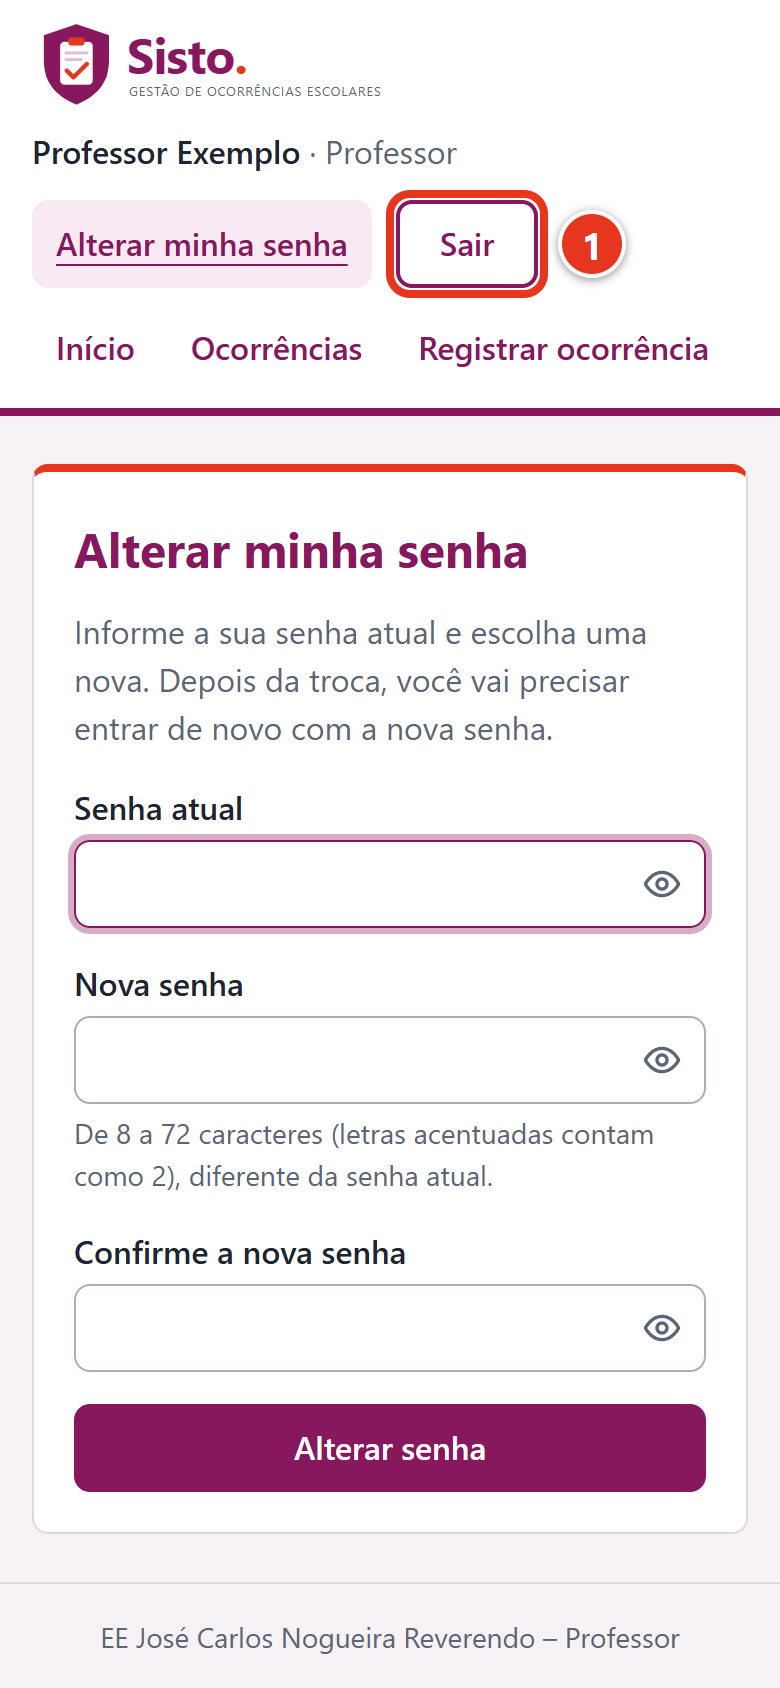 Sisto.
GESTÃO DE OCORRÊNCIAS ESCOLARES
Professor Exemplo · Professor
Alterar minha senha
Sair
1
Início
Ocorrências
Registrar ocorrência
Alterar minha senha
Informe a sua senha atual e escolha uma
nova. Depois da troca, você vai precisar
entrar de novo com a nova senha.
Senha atual
Nova senha
De 8 a 72 caracteres (letras acentuadas contam
como 2), diferente da senha atual.
Confirme a nova senha
Alterar senha
EE José Carlos Nogueira Reverendo – Professor